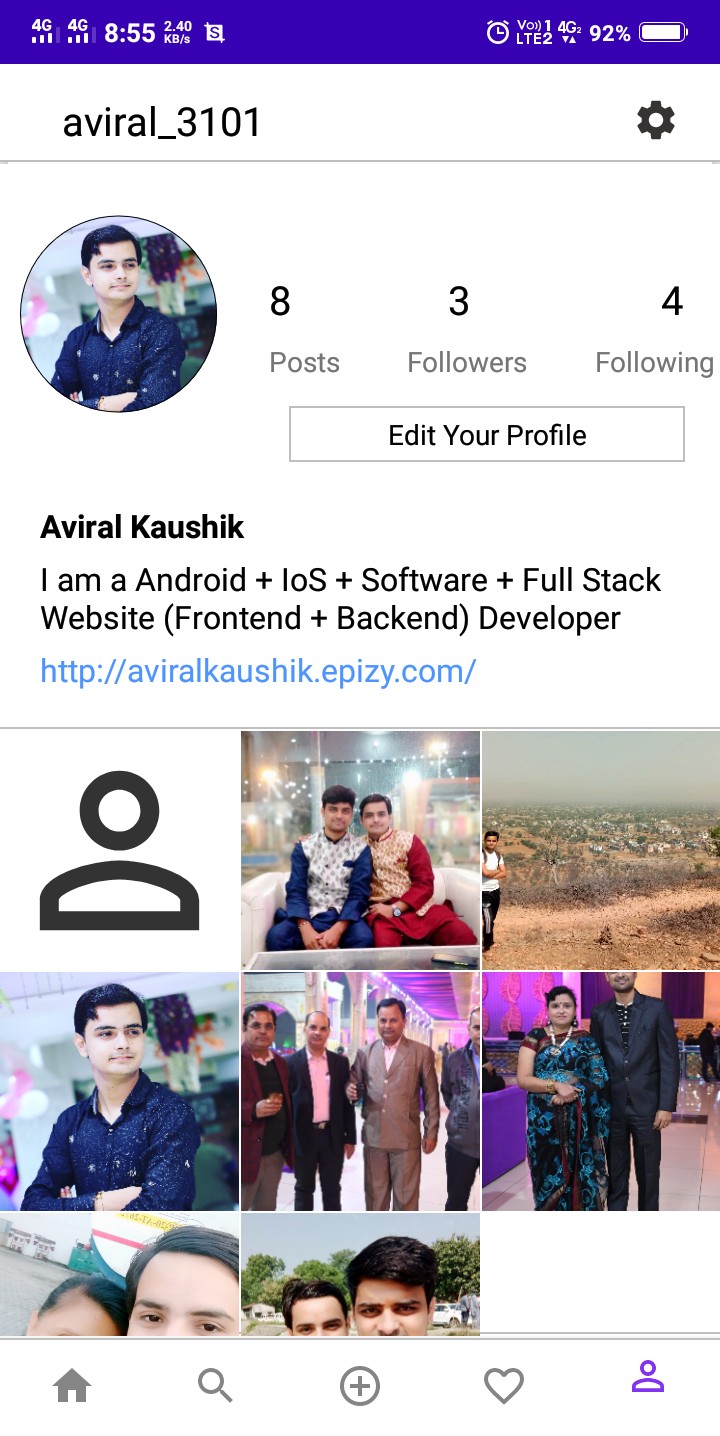 4G 4G 8:55 2.40 KB/s S Vo)) 1 LTE2 4G2 92%
aviral_3101
8 3 4
Posts Followers Following
Edit Your Profile
Aviral Kaushik
I am a Android + IoS + Software + Full Stack
Website (Frontend + Backend) Developer
http://aviralkaushik.epizy.com/